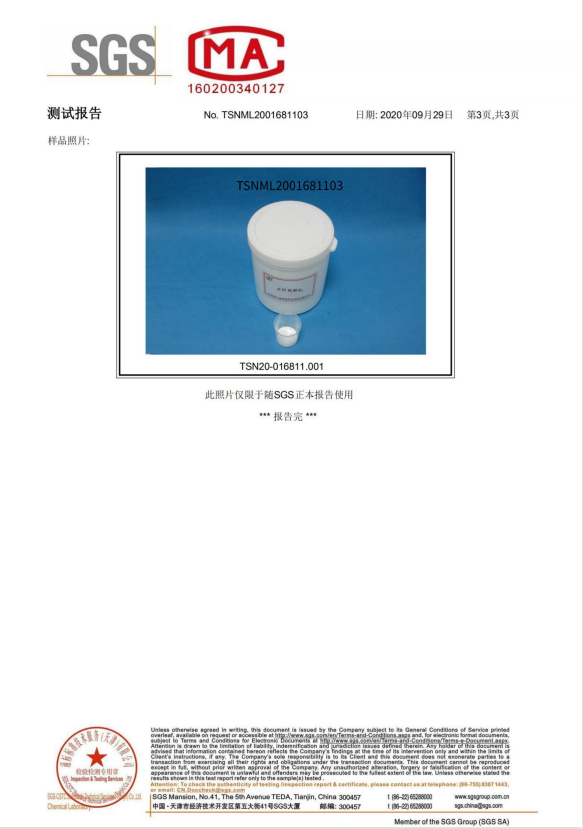 SGS
MA
160200340127
测试报告 No. TSNML2001681103 日期: 2020年09月29日 第3页,共3页
样品照片:
TSNML2001681103
TSN20-016811.001
此照片仅限于随SGS正本报告使用
*** 报告完 ***
Unless otherwise agreed in writing, this document is issued by the Company subject to its General Conditions of Service printed
overleaf, available on request or accessible at http://www.sgs.com/en/Terms-and-Conditions.aspx and, for electronic format documents,
subject to Terms and Conditions for Electronic Documents at http://www.sgs.com/en/Terms-and-Conditions/Terms-e-Document.aspx.
Attention is drawn to the limitation of liability, indemnification and jurisdiction issues defined therein. Any holder of this document is
advised that information contained hereon reflects the Company's findings at the time of its intervention only and within the limits of
Client's instructions, if any. The Company's sole responsibility is to its Client and this document does not exonerate parties to a
transaction from exercising all their rights and obligations under the transaction documents. This document cannot be reproduced
except in full, without prior written approval of the Company. Any unauthorized alteration, forgery or falsification of the content or
appearance of this document is unlawful and offenders may be prosecuted to the fullest extent of the law. Unless otherwise stated the
results shown in this test report refer only to the sample(s) tested.
Attention: To check the authenticity of testing /inspection report & certificate, please contact us at telephone: (86-755) 8307 1443,
or email: CN.Doccheck@sgs.com
检验检测专用章
Inspection & Testing Services
Chemical Laboratory
SGS Mansion, No.41, The 5th Avenue TEDA, Tianjin, China 300457 t (86-22) 65288000 www.sgsgroup.com.cn
中国·天津市经济技术开发区第五大街41号SGS大厦 邮编: 300457 t (86-22) 65288000 sgs.china@sgs.com
Member of the SGS Group (SGS SA)